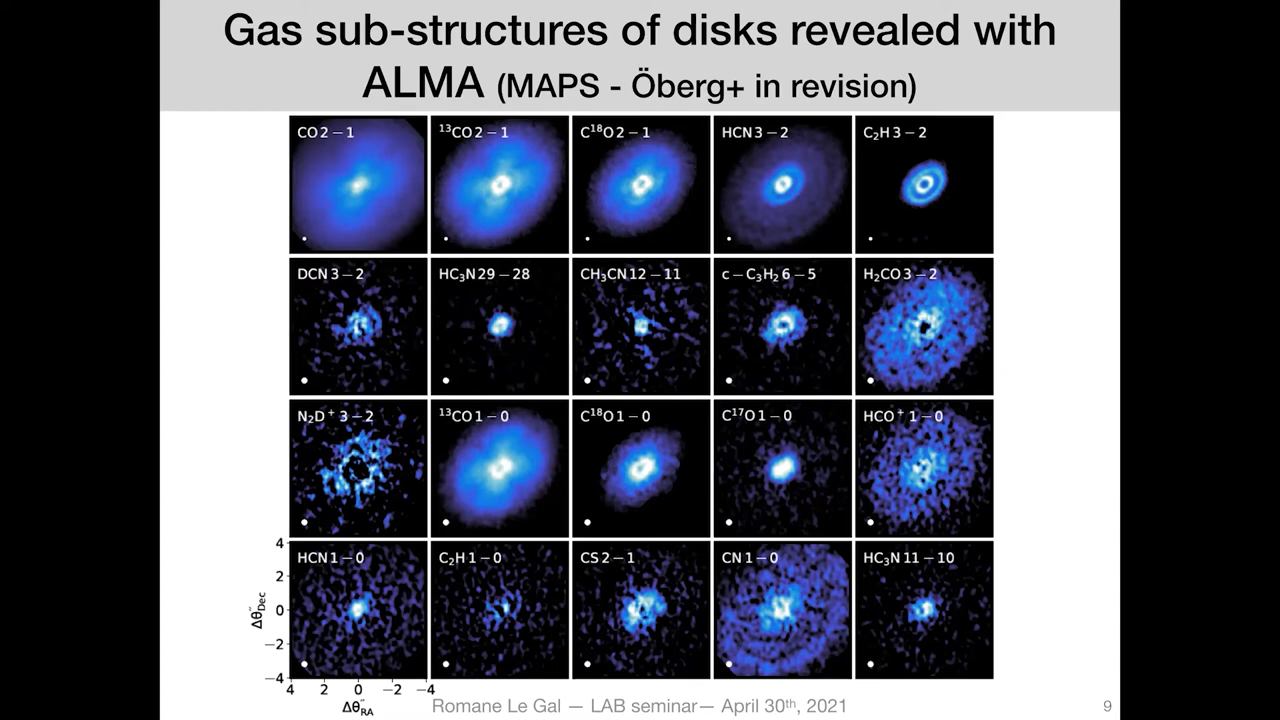 Gas sub-structures of disks revealed with
ALMA (MAPS - Öberg+ in revision)
CO 2 − 1
¹³CO 2 − 1
C¹⁸O 2 − 1
HCN 3 − 2
C₂H 3 − 2
DCN 3 − 2
HC₃N 29 − 28
CH₃CN 12 − 11
c − C₃H₂ 6 − 5
H₂CO 3 − 2
N₂D⁺ 3 − 2
¹³CO 1 − 0
C¹⁸O 1 − 0
C¹⁷O 1 − 0
HCO⁺ 1 − 0
HCN 1 − 0
C₂H 1 − 0
CS 2 − 1
CN 1 − 0
HC₃N 11 − 10
4
2
0
−2
−4
Δθ″Dec
4 2 0 −2 −4
Δθ″RA
Romane Le Gal — LAB seminar— April 30th, 2021
9